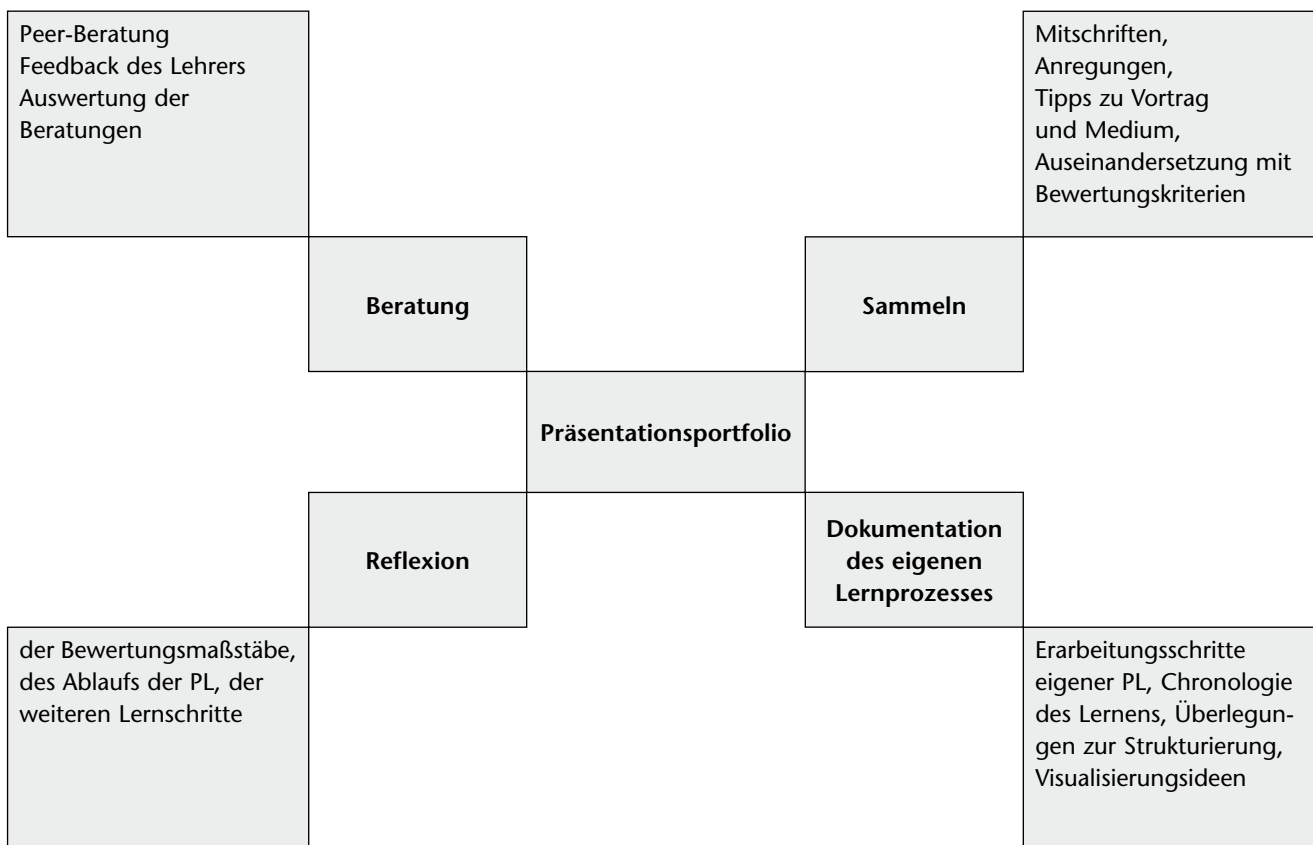 Peer-Beratung
Feedback des Lehrers
Auswertung der
Beratungen
Mitschriften,
Anregungen,
Tipps zu Vortrag
und Medium,
Auseinandersetzung mit
Bewertungskriterien
Beratung
Sammeln
Präsentationsportfolio
Reflexion
Dokumentation
des eigenen
Lernprozesses
der Bewertungsmaßstäbe,
des Ablaufs der PL, der
weiteren Lernschritte
Erarbeitungsschritte
eigener PL, Chronologie
des Lernens, Überlegun-
gen zur Strukturierung,
Visualisierungsideen